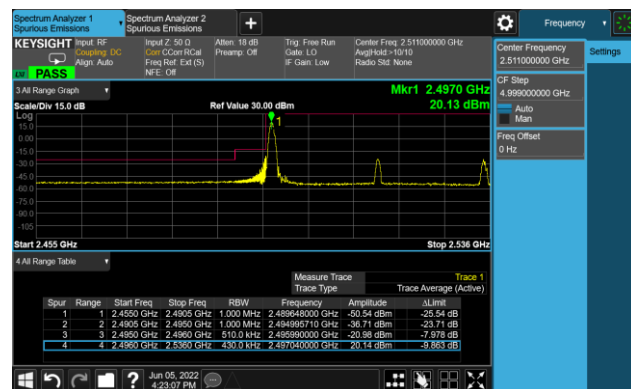 Spectrum Analyzer 1
Spurious Emissions
Spectrum Analyzer 2
Spurious Emissions
+
Frequency
KEYSIGHT
Input: RF
Coupling: DC
Align: Auto
Input Z: 50 Ω
Corr CCorr RCal
Freq Ref: Ext (S)
NFE: Off
Atten: 18 dB
Preamp: Off
Trig: Free Run
Gate: LO
IF Gain: Low
Center Freq: 2.511000000 GHz
Avg|Hold:>10/10
Radio Std: None
LXI PASS
Center Frequency
2.511000000 GHz
Settings
CF Step
4.999000000 GHz
Auto
Man
Freq Offset
0 Hz
3 All Range Graph
Mkr1 2.4970 GHz
Scale/Div 15.0 dB
Ref Value 30.00 dBm
20.13 dBm
Log
15.0
0.00
-15.0
-30.0
-45.0
-60.0
-75.0
-90.0
-105
1
Start 2.455 GHz
Stop 2.536 GHz
4 All Range Table
Measure Trace Trace 1
Trace Type Trace Average (Active)
Spur Range Start Freq Stop Freq RBW Frequency Amplitude ΔLimit
1 1 2.4550 GHz 2.4905 GHz 1.000 MHz 2.489648000 GHz -50.54 dBm -25.54 dB
2 2 2.4905 GHz 2.4950 GHz 1.000 MHz 2.494995710 GHz -36.71 dBm -23.71 dB
3 3 2.4950 GHz 2.4960 GHz 510.0 kHz 2.495990000 GHz -20.98 dBm -7.978 dB
4 4 2.4960 GHz 2.5360 GHz 430.0 kHz 2.497040000 GHz 20.14 dBm -9.863 dB
?
Jun 05, 2022
4:23:07 PM